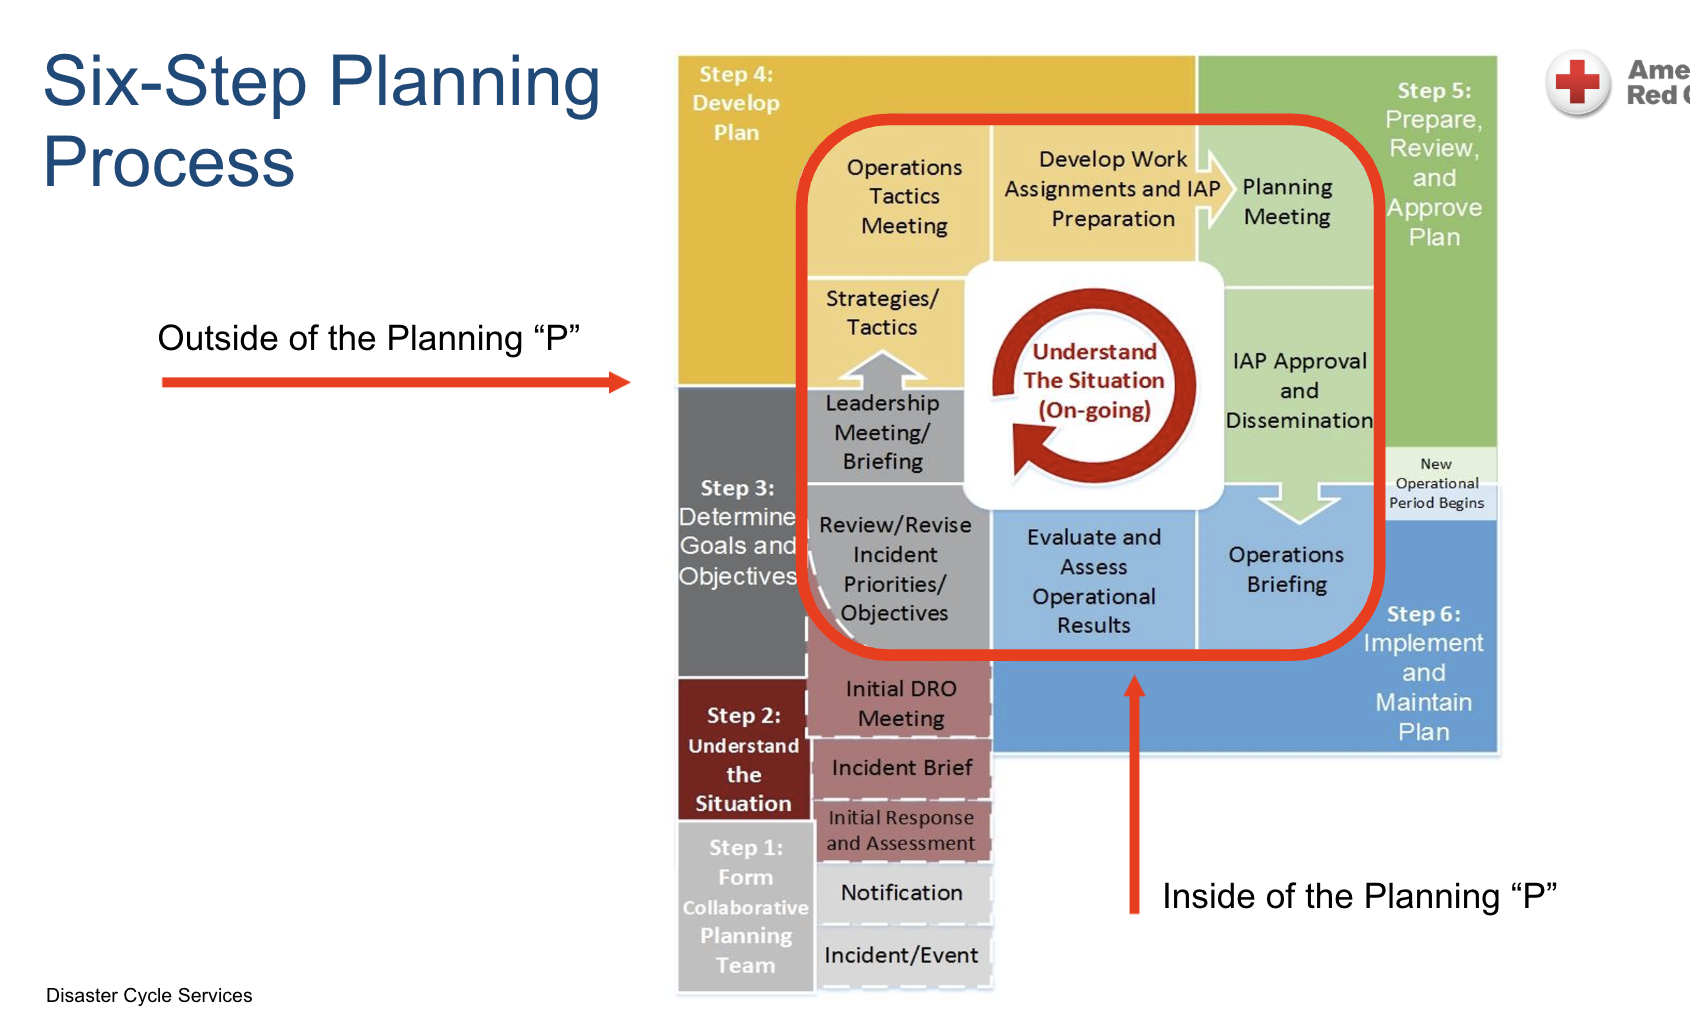 Six-Step Planning
Process
Ame
Red C
Outside of the Planning “P”
Step 4:
Develop
Plan
Operations
Tactics
Meeting
Develop Work
Assignments and IAP
Preparation
Planning
Meeting
Step 5:
Prepare,
Review,
and
Approve
Plan
Strategies/
Tactics
Understand
The Situation
(On-going)
IAP Approval
and
Dissemination
Leadership
Meeting/
Briefing
New
Operational
Period Begins
Step 3:
Determine
Goals and
Objectives
Review/Revise
Incident
Priorities/
Objectives
Evaluate and
Assess
Operational
Results
Operations
Briefing
Step 6:
Implement
and
Maintain
Plan
Step 2:
Understand
the
Situation
Initial DRO
Meeting
Incident Brief
Initial Response
and Assessment
Step 1:
Form
Collaborative
Planning
Team
Notification
Incident/Event
Inside of the Planning “P”
Disaster Cycle Services